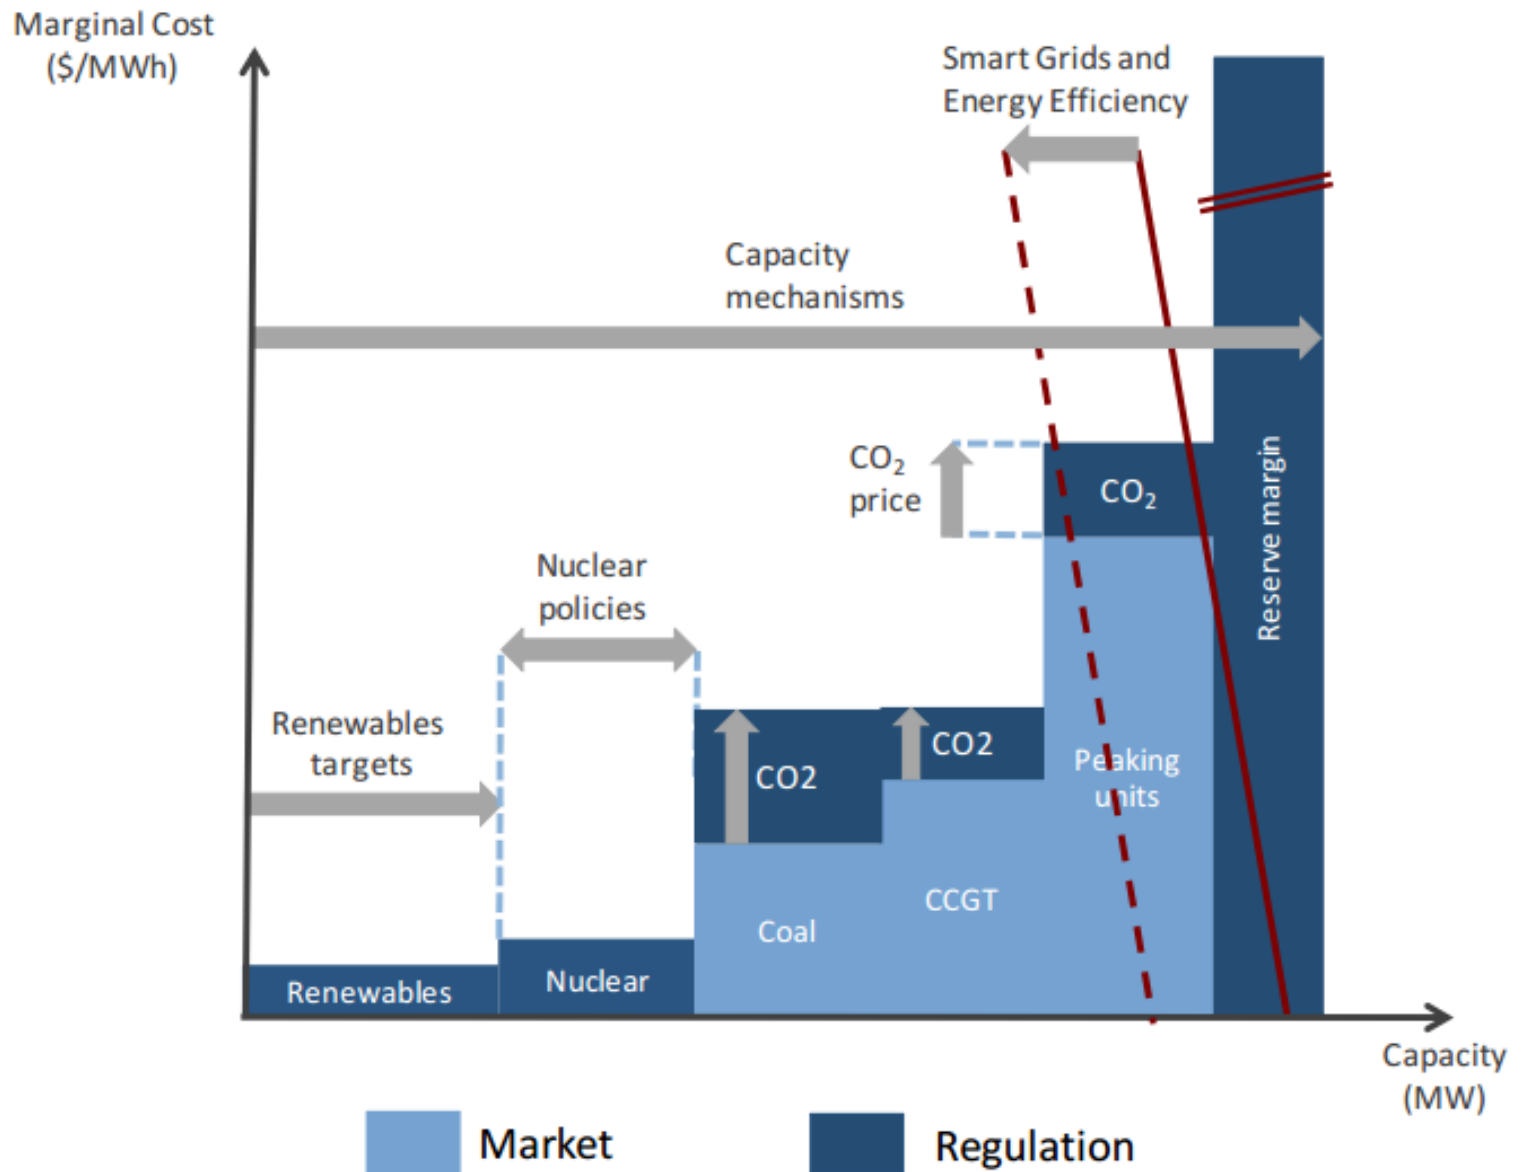 Marginal Cost
($/MWh)
Smart Grids and
Energy Efficiency
Capacity
mechanisms
CO₂
price
CO₂
Reserve margin
Nuclear
policies
Renewables
targets
CO2
CO2
Peaking
units
Coal
CCGT
Renewables
Nuclear
Capacity
(MW)
Market
Regulation